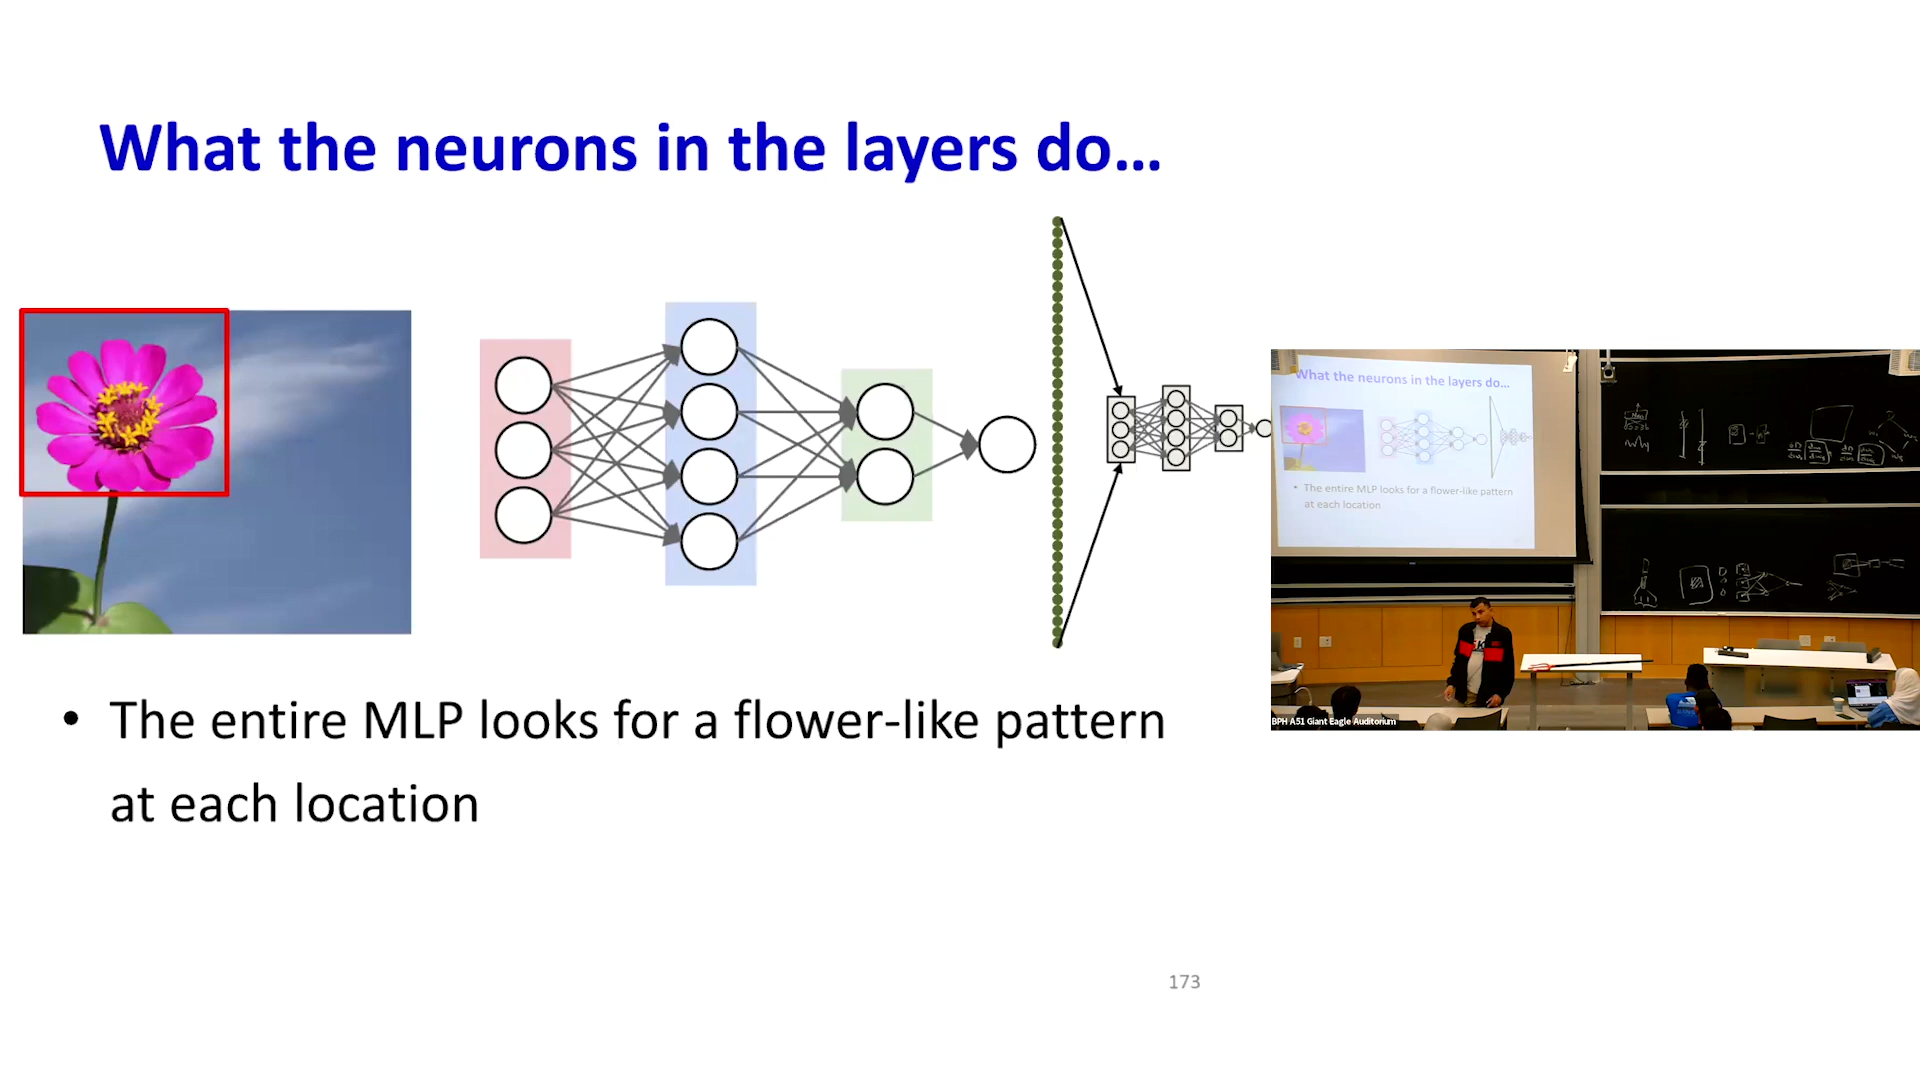 What the neurons in the layers do…
• The entire MLP looks for a flower-like pattern
at each location
173
What the neurons in the layers do…
• The entire MLP looks for a flower-like pattern
at each location
BPH A51 Giant Eagle Auditorium